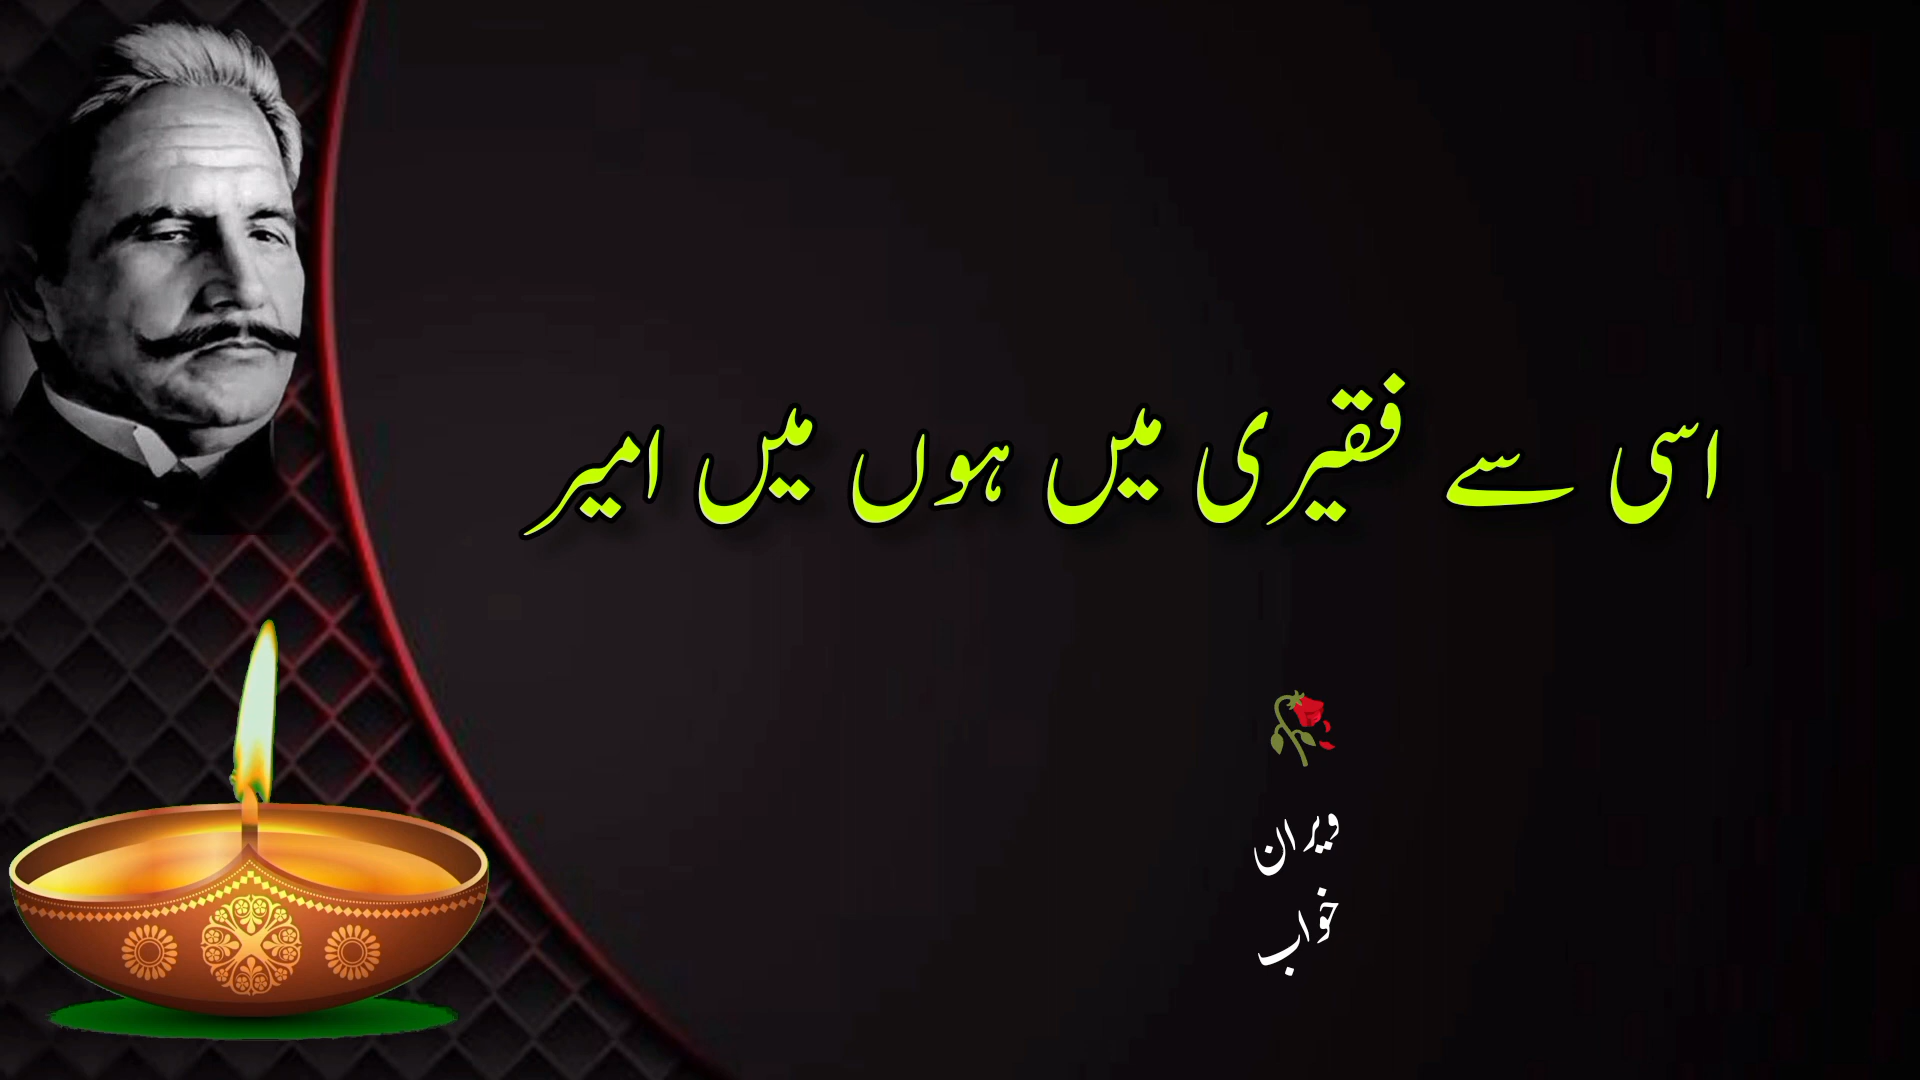 اسی سے فقیری میں ہوں میں امیر
ویران
خواب